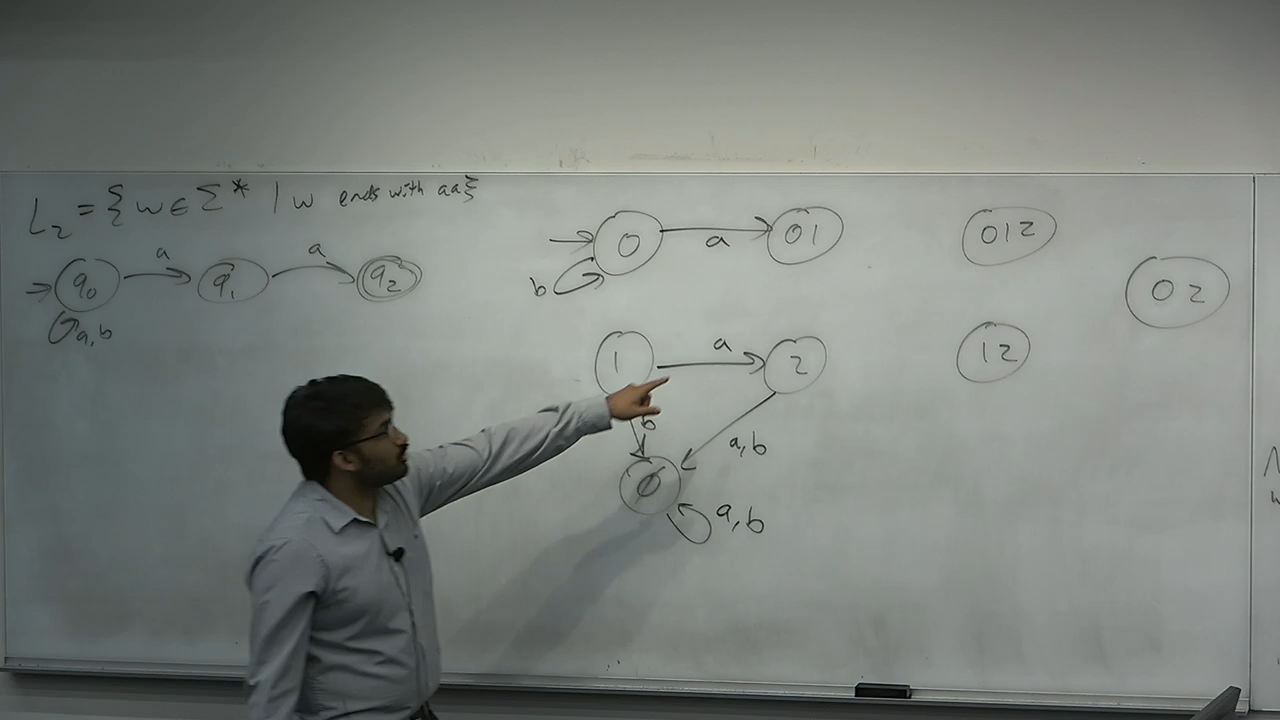 L₂ = { w ∈ Σ* | w ends with aa}
a a
q₀ q₁ q₂
a,b
0 a 01 012
b
02
1 a 2 12
b a,b
Ø
a,b